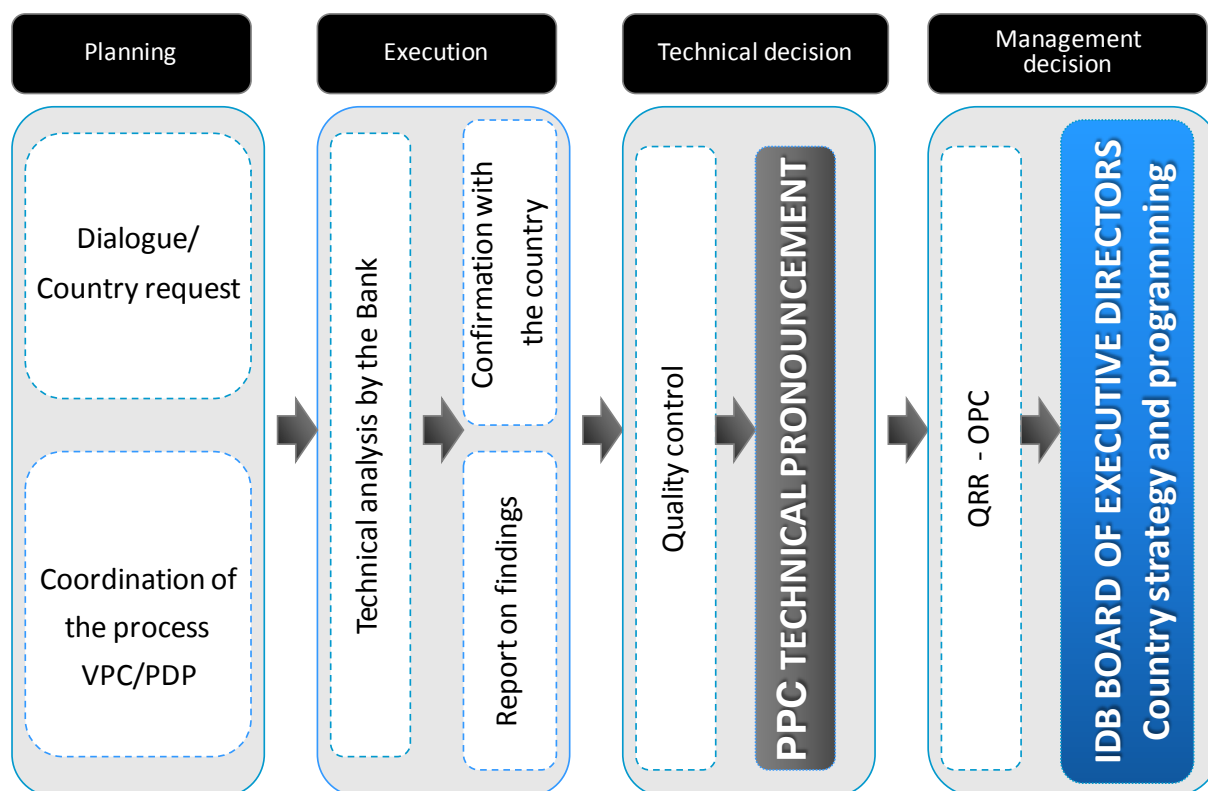 Planning
Execution
Technical decision
Management
decision
Dialogue/
Country request
Coordination of
the process
VPC/PDP
Technical analysis by the Bank
Confirmation with
the country
Report on findings
Quality control
PPC TECHNICAL PRONOUNCEMENT
QRR - OPC
IDB BOARD OF EXECUTIVE DIRECTORS
Country strategy and programming